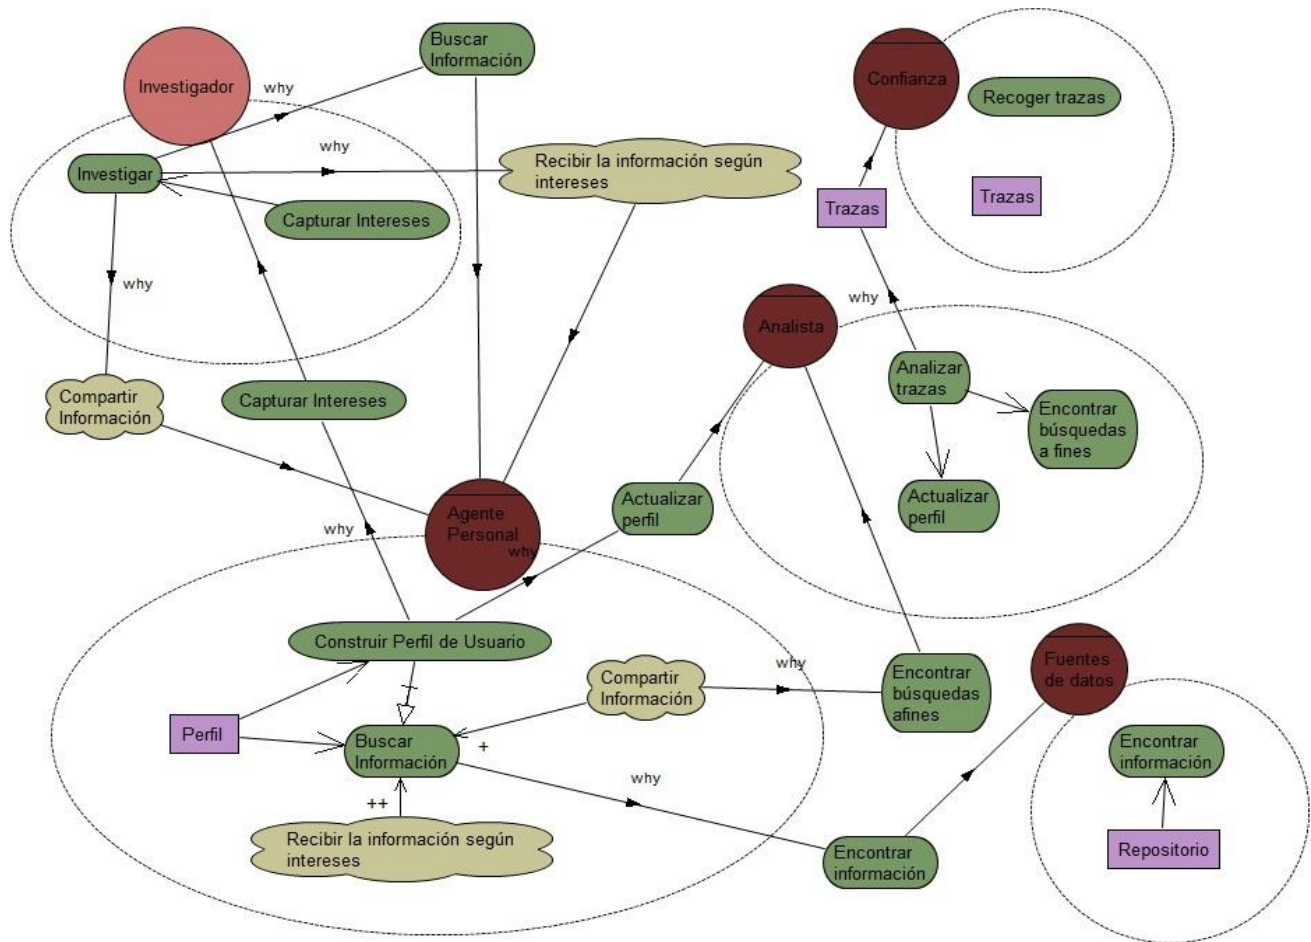 Buscar
Información
Investigador
why
Confianza
Recoger trazas
why
Recibir la información según
intereses
Investigar
Trazas
Trazas
Capturar Intereses
why
why
Analista
Analizar
trazas
Compartir
Información
Capturar Intereses
Encontrar
búsquedas
a fines
Actualizar
perfil
Actualizar
perfil
Agente
Personal
why
why
Construir Perfil de Usuario
Fuentes
de datos
why
Compartir
Información
Encontrar
búsquedas
afines
Perfil
Buscar
Información
+
Encontrar
información
why
++
Recibir la información según
intereses
Encontrar
información
Repositorio